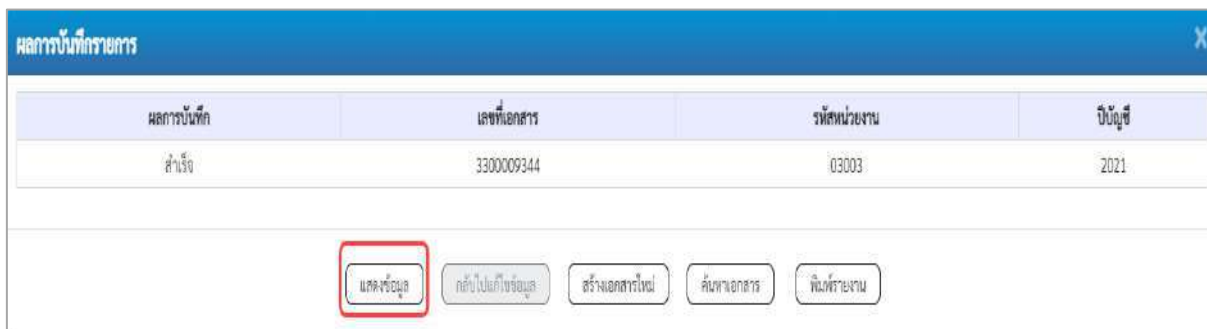 ผลการบันทึกรายการ X
ผลการบันทึก เลขที่เอกสาร รหัสหน่วยงาน ปีบัญชี
สำเร็จ 3300009344 03003 2021
แสดงข้อมูล กลับไปแก้ไขข้อมูล สร้างเอกสารใหม่ ค้นหาเอกสาร พิมพ์รายงาน